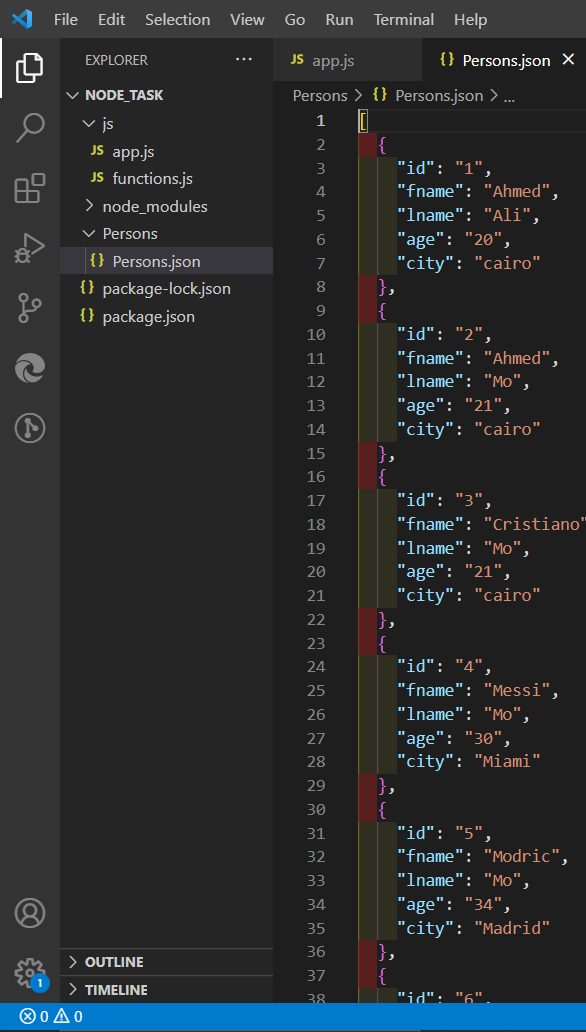 File Edit Selection View Go Run Terminal Help
EXPLORER ...
JS app.js
{} Persons.json ×
NODE_TASK
js
JS app.js
JS functions.js
node_modules
Persons
{} Persons.json
{} package-lock.json
{} package.json
OUTLINE
TIMELINE
Persons > {} Persons.json > ...
1 [
2 {
3 "id": "1",
4 "fname": "Ahmed",
5 "lname": "Ali",
6 "age": "20",
7 "city": "cairo"
8 },
9 {
10 "id": "2",
11 "fname": "Ahmed",
12 "lname": "Mo",
13 "age": "21",
14 "city": "cairo"
15 },
16 {
17 "id": "3",
18 "fname": "Cristiano"
19 "lname": "Mo",
20 "age": "21",
21 "city": "cairo"
22 },
23 {
24 "id": "4",
25 "fname": "Messi",
26 "lname": "Mo",
27 "age": "30",
28 "city": "Miami"
29 },
30 {
31 "id": "5",
32 "fname": "Modric",
33 "lname": "Mo",
34 "age": "34",
35 "city": "Madrid"
36 },
37 {
38 "id": "6",
1
0 0